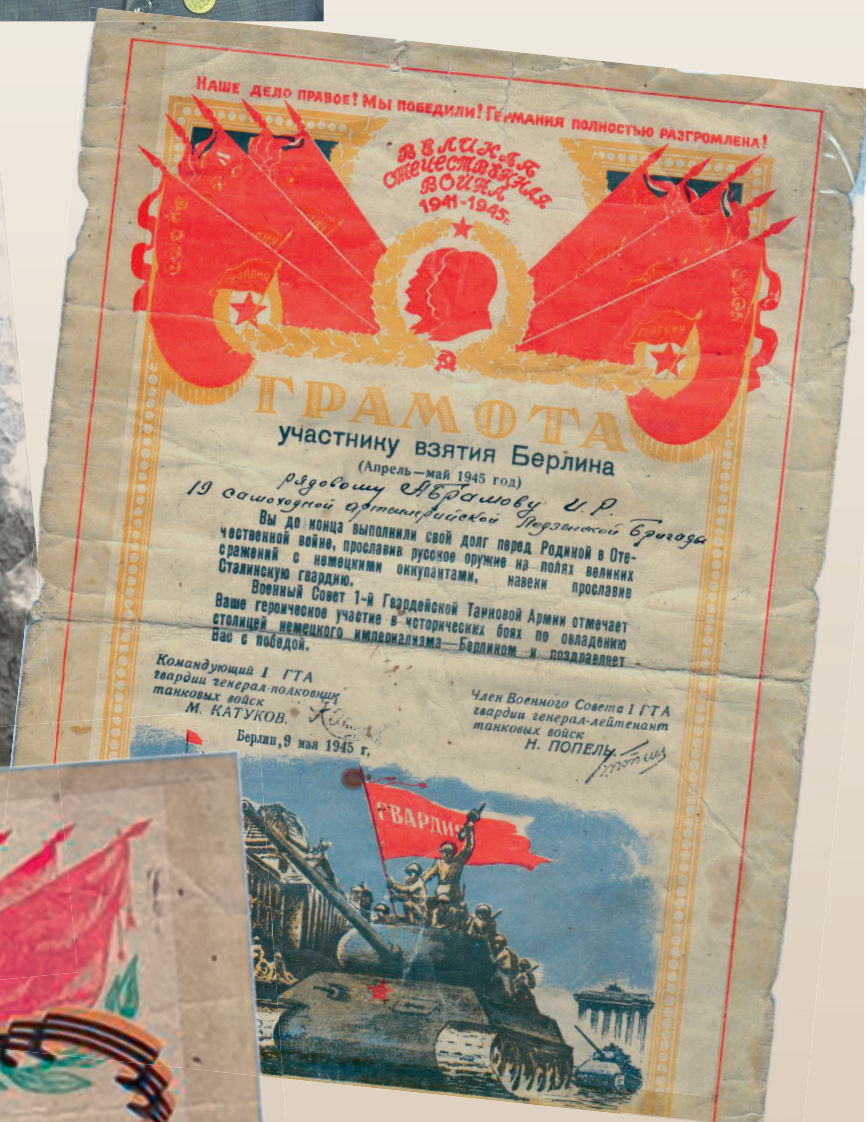 Наше дело правое! Мы победили! Германия полностью разгромлена!
Великая
Отечественная
Война
1941-1945г.
ГВАРДИЯ
ГВАРДИЯ
ГРАМОТА
участнику взятия Берлина
(Апрель—май 1945 год)
рядовому Абрамову И. Р.
19 самоходной артиллерийской Бригады
Вы до конца выполнили свой долг перед Родиной в Оте-
чественной войне, прославив русское оружие на полях великих
сражений с немецкими оккупантами, навеки прославив
Сталинскую гвардию.
Военный Совет 1-й Гвардейской Танковой Армии отмечает
Ваше героическое участие в исторических боях по овладению
столицей немецкого империализма—Берлином и поздравляет
Вас с победой.
Командующий 1 ГТА
гвардии генерал-полковник
танковых войск
М. КАТУКОВ.
Член Военного Совета 1 ГТА
гвардии генерал-лейтенант
танковых войск
Н. ПОПЕЛЬ.
Берлин, 9 мая 1945 г.
ГВАРДИЯ